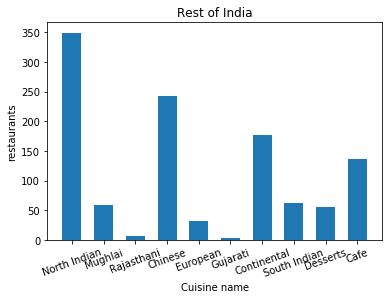 Rest of India
restaurants
350
300
250
200
150
100
50
0
North Indian
Mughlai
Rajasthani
Chinese
European
Gujarati
Continental
South Indian
Desserts
Cafe
Cuisine name